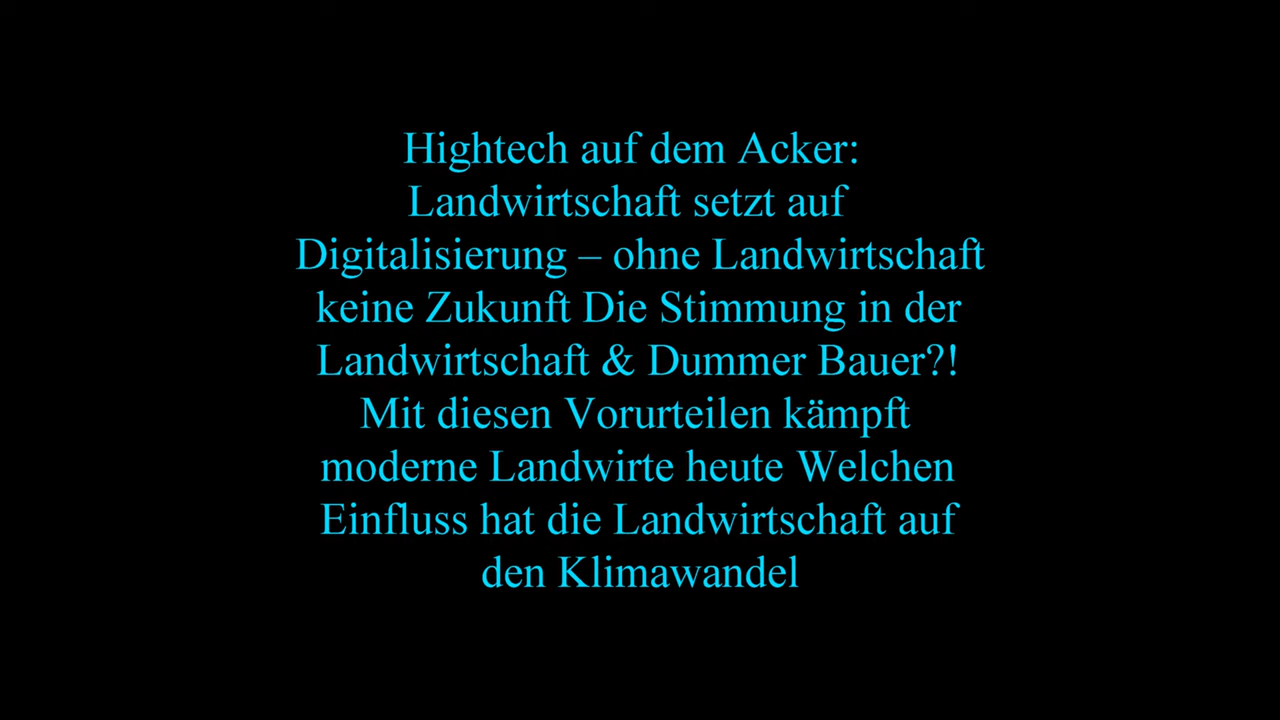 Hightech auf dem Acker:
Landwirtschaft setzt auf
Digitalisierung – ohne Landwirtschaft
keine Zukunft Die Stimmung in der
Landwirtschaft & Dummer Bauer?!
Mit diesen Vorurteilen kämpft
moderne Landwirte heute Welchen
Einfluss hat die Landwirtschaft auf
den Klimawandel